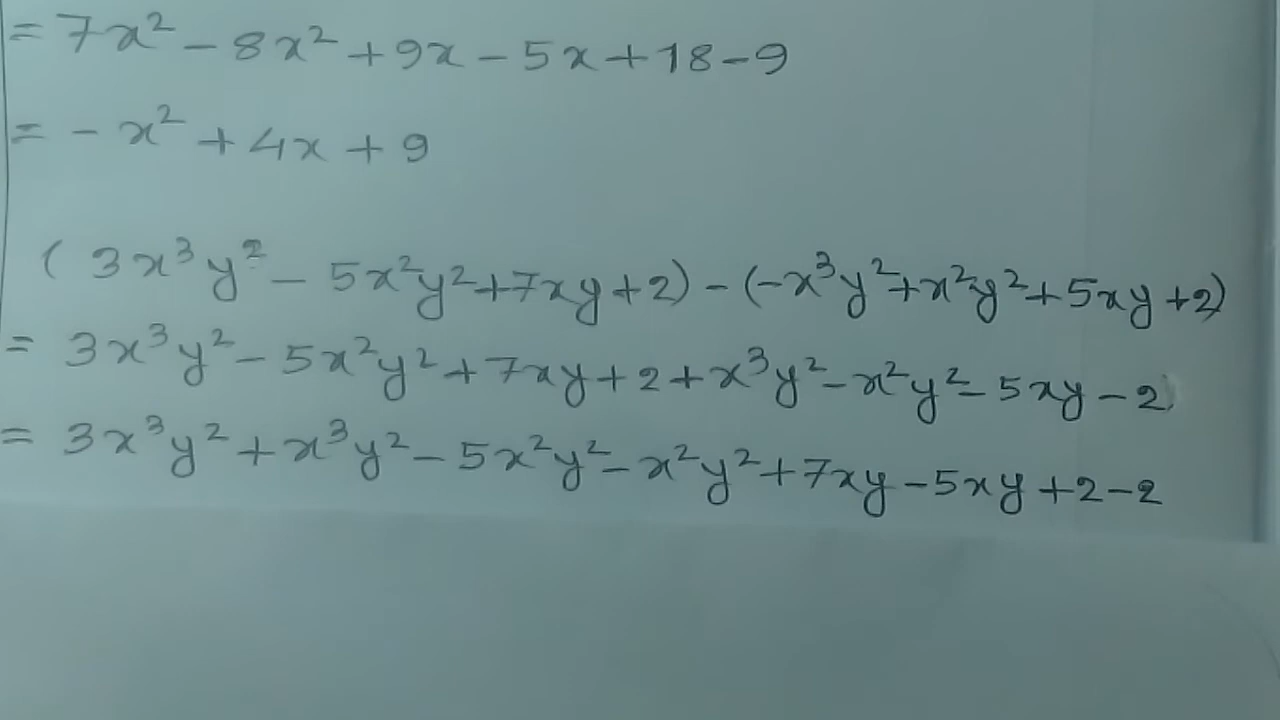 = 7x² - 8x² + 9x - 5x + 18 - 9
= - x² + 4x + 9
( 3x³y² - 5x²y² + 7xy + 2) - (-x³y² + x²y² + 5xy + 2)
= 3x³y² - 5x²y² + 7xy + 2 + x³y² - x²y² - 5xy - 2
= 3x³y² + x³y² - 5x²y² - x²y² + 7xy - 5xy + 2 - 2